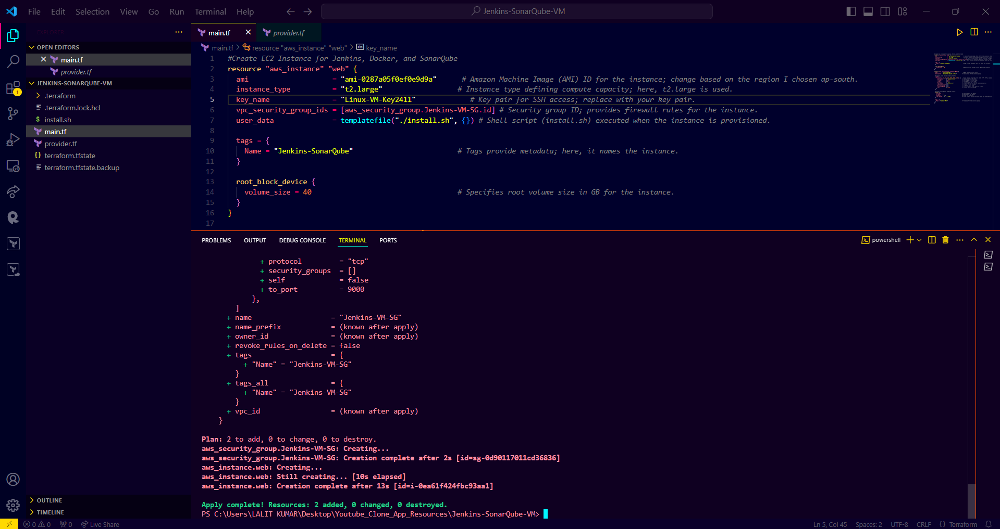 File Edit Selection View Go Run Terminal Help
Jenkins-SonarQube-VM
EXPLORER
OPEN EDITORS
main.tf
provider.tf
JENKINS-SONARQUBE-VM
.terraform
.terraform.lock.hcl
$ install.sh
main.tf
provider.tf
{} terraform.tfstate
terraform.tfstate.backup
OUTLINE
TIMELINE
1
main.tf
provider.tf
main.tf > resource "aws_instance" "web" > key_name
1 #Create EC2 Instance for Jenkins, Docker, and SonarQube
2 resource "aws_instance" "web" {
3 ami = "ami-0287a05f0ef0e9d9a" # Amazon Machine Image (AMI) ID for the instance; change based on the region I chosen ap-south.
4 instance_type = "t2.large" # Instance type defining compute capacity; here, t2.large is used.
5 key_name = "Linux-VM-Key2411" # Key pair for SSH access; replace with your key pair.
6 vpc_security_group_ids = [aws_security_group.Jenkins-VM-SG.id] # Security group ID; provides firewall rules for the instance.
7 user_data = templatefile("./install.sh", {}) # Shell script (install.sh) executed when the instance is provisioned.
8
9 tags = {
10 Name = "Jenkins-SonarQube" # Tags provide metadata; here, it names the instance.
11 }
12
13 root_block_device {
14 volume_size = 40 # Specifies root volume size in GB for the instance.
15 }
16 }
17
PROBLEMS OUTPUT DEBUG CONSOLE TERMINAL PORTS
powershell
+ protocol = "tcp"
+ security_groups = []
+ self = false
+ to_port = 9000
},
]
+ name = "Jenkins-VM-SG"
+ name_prefix = (known after apply)
+ owner_id = (known after apply)
+ revoke_rules_on_delete = false
+ tags = {
+ "Name" = "Jenkins-VM-SG"
}
+ tags_all = {
+ "Name" = "Jenkins-VM-SG"
}
+ vpc_id = (known after apply)
}
Plan: 2 to add, 0 to change, 0 to destroy.
aws_security_group.Jenkins-VM-SG: Creating...
aws_security_group.Jenkins-VM-SG: Creation complete after 2s [id=sg-0d90117011cd36836]
aws_instance.web: Creating...
aws_instance.web: Still creating... [10s elapsed]
aws_instance.web: Creation complete after 13s [id=i-0ea61f424fbc93aa1]
Apply complete! Resources: 2 added, 0 changed, 0 destroyed.
PS C:\Users\LALIT KUMAR\Desktop\Youtube_Clone_App_Resources\Jenkins-SonarQube-VM>
0 0 0 Live Share
Ln 5, Col 45 Spaces: 2 UTF-8 CRLF {} Terraform